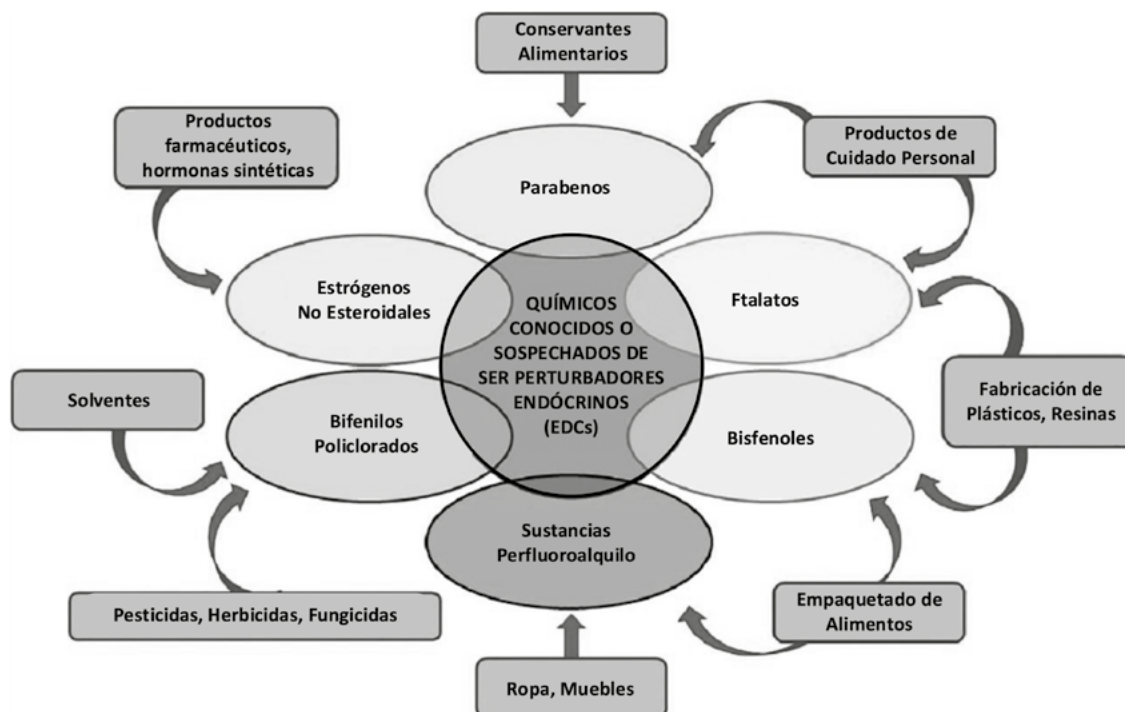 Conservantes
Alimentarios
Productos
farmacéuticos,
hormonas sintéticas
Productos de
Cuidado Personal
Parabenos
Estrógenos
No Esteroidales
QUÍMICOS
CONOCIDOS O
SOSPECHADOS DE
SER PERTURBADORES
ENDÓCRINOS
(EDCs)
Ftalatos
Solventes
Bifenilos
Policlorados
Bisfenoles
Fabricación de
Plásticos, Resinas
Sustancias
Perfluoroalquilo
Pesticidas, Herbicidas, Fungicidas
Empaquetado de
Alimentos
Ropa, Muebles